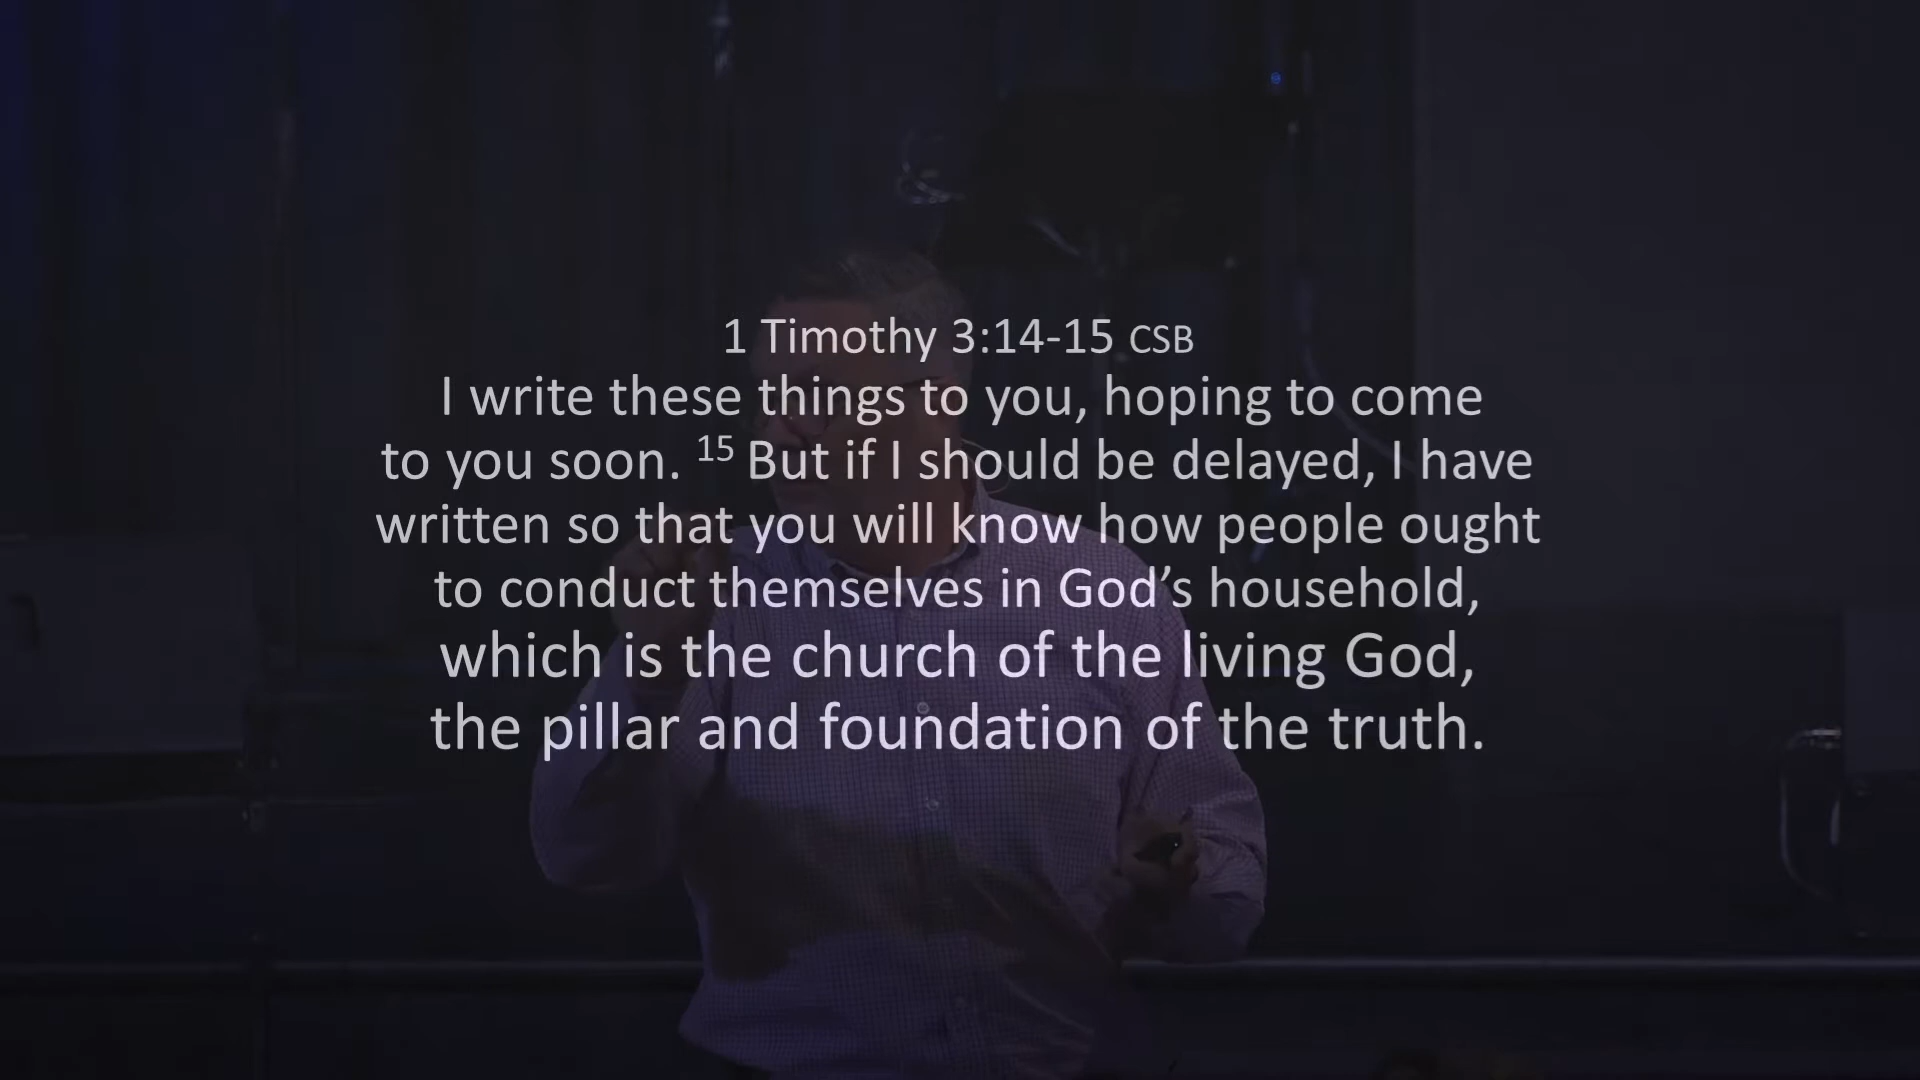 1 Timothy 3:14-15 CSB
I write these things to you, hoping to come
to you soon. 15 But if I should be delayed, I have
written so that you will know how people ought
to conduct themselves in God’s household,
which is the church of the living God,
the pillar and foundation of the truth.